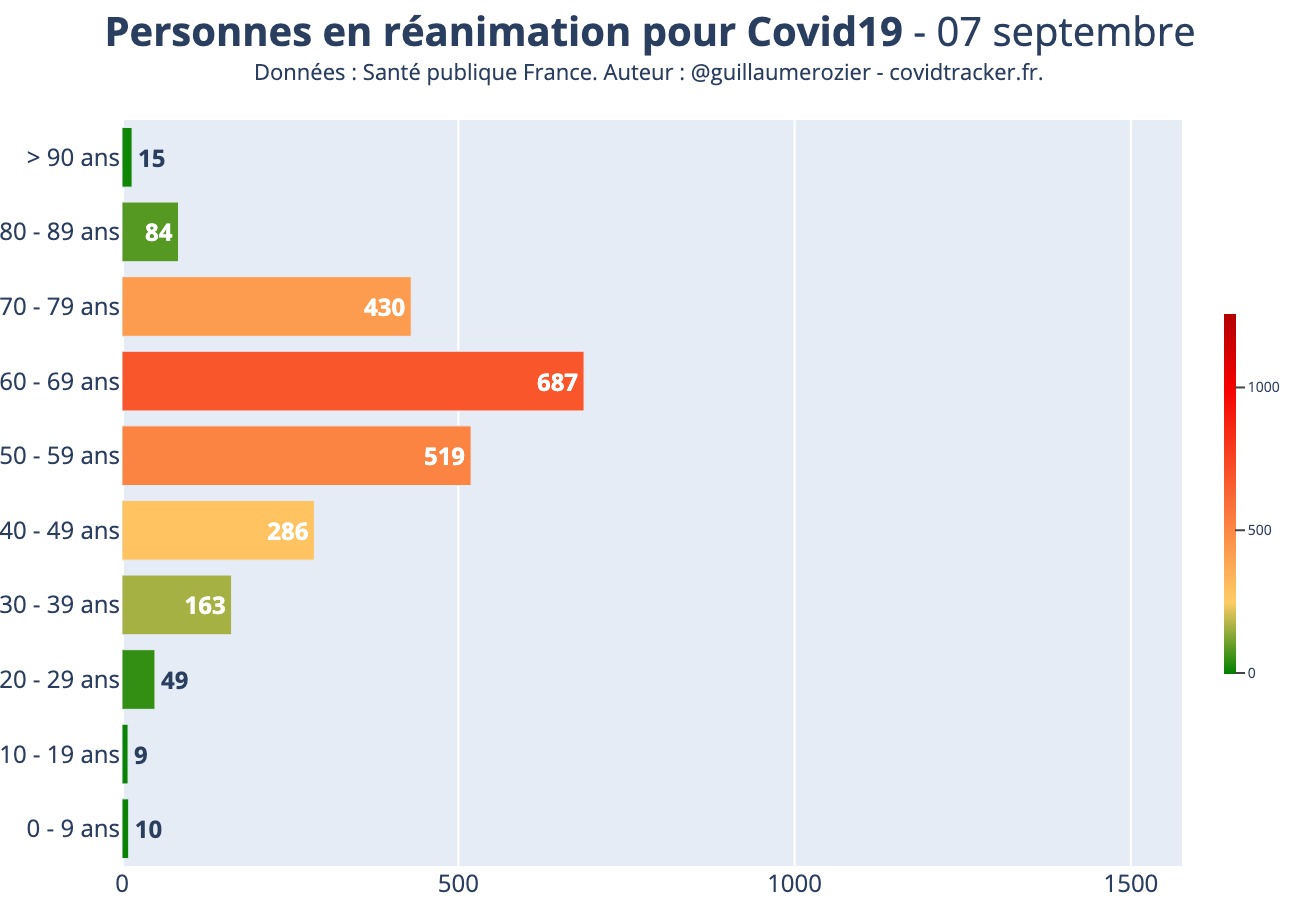 Personnes en réanimation pour Covid19 - 07 septembre
Données : Santé publique France. Auteur : @guillaumerozier - covidtracker.fr.
> 90 ans 15
80 - 89 ans 84
70 - 79 ans 430
60 - 69 ans 687
50 - 59 ans 519
40 - 49 ans 286
30 - 39 ans 163
20 - 29 ans 49
10 - 19 ans 9
0 - 9 ans 10
0 500 1000 1500
1000
500
0